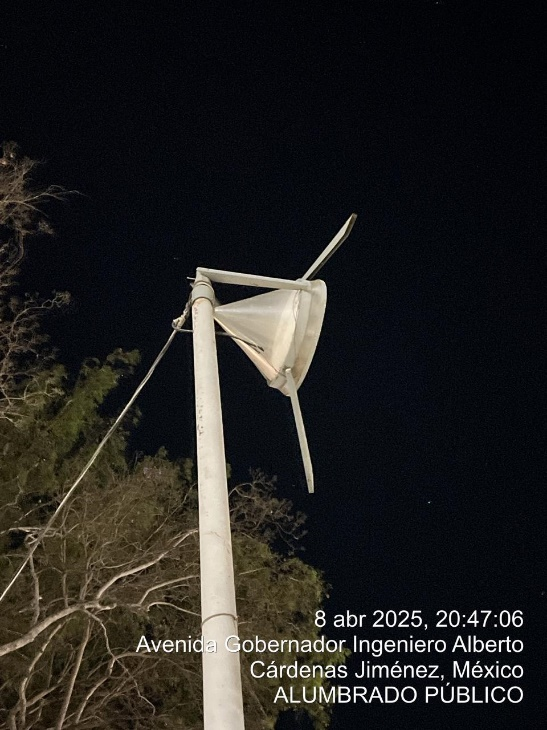 8 abr 2025, 20:47:06
Avenida Gobernador Ingeniero Alberto
Cárdenas Jiménez, México
ALUMBRADO PÚBLICO